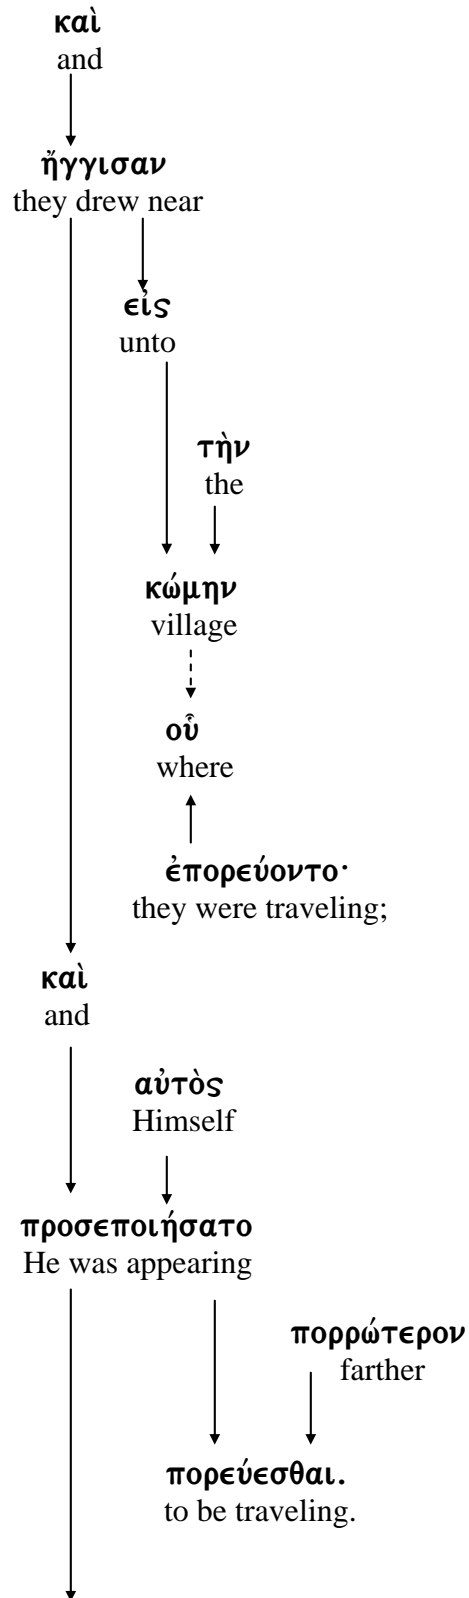 καὶ
and
ἤγγισαν
they drew near
εἰς
unto
τὴν
the
κώμην
village
οὗ
where
ἐπορεύοντο·
they were traveling;
καὶ
and
αὐτὸς
Himself
προσεποιήσατο
He was appearing
πορρώτερον
farther
πορεύεσθαι.
to be traveling.